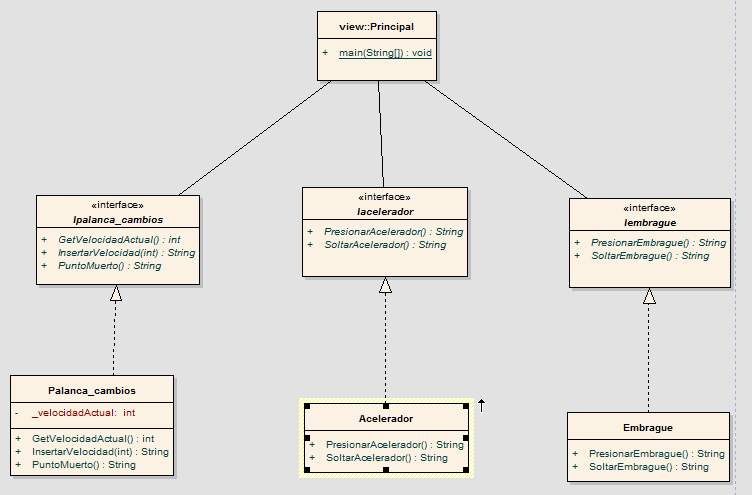 view::Principal
+ main(String[]) : void
«interface»
Ipalanca_cambios
+ GetVelocidadActual() : int
+ InsertarVelocidad(int) : String
+ PuntoMuerto() : String
«interface»
Iacelerador
+ PresionarAcelerador() : String
+ SoltarAcelerador() : String
«interface»
Iembrague
+ PresionarEmbrague() : String
+ SoltarEmbrague() : String
Palanca_cambios
- _velocidadActual: int
+ GetVelocidadActual() : int
+ InsertarVelocidad(int) : String
+ PuntoMuerto() : String
Acelerador
+ PresionarAcelerador() : String
+ SoltarAcelerador() : String
Embrague
+ PresionarEmbrague() : String
+ SoltarEmbrague() : String